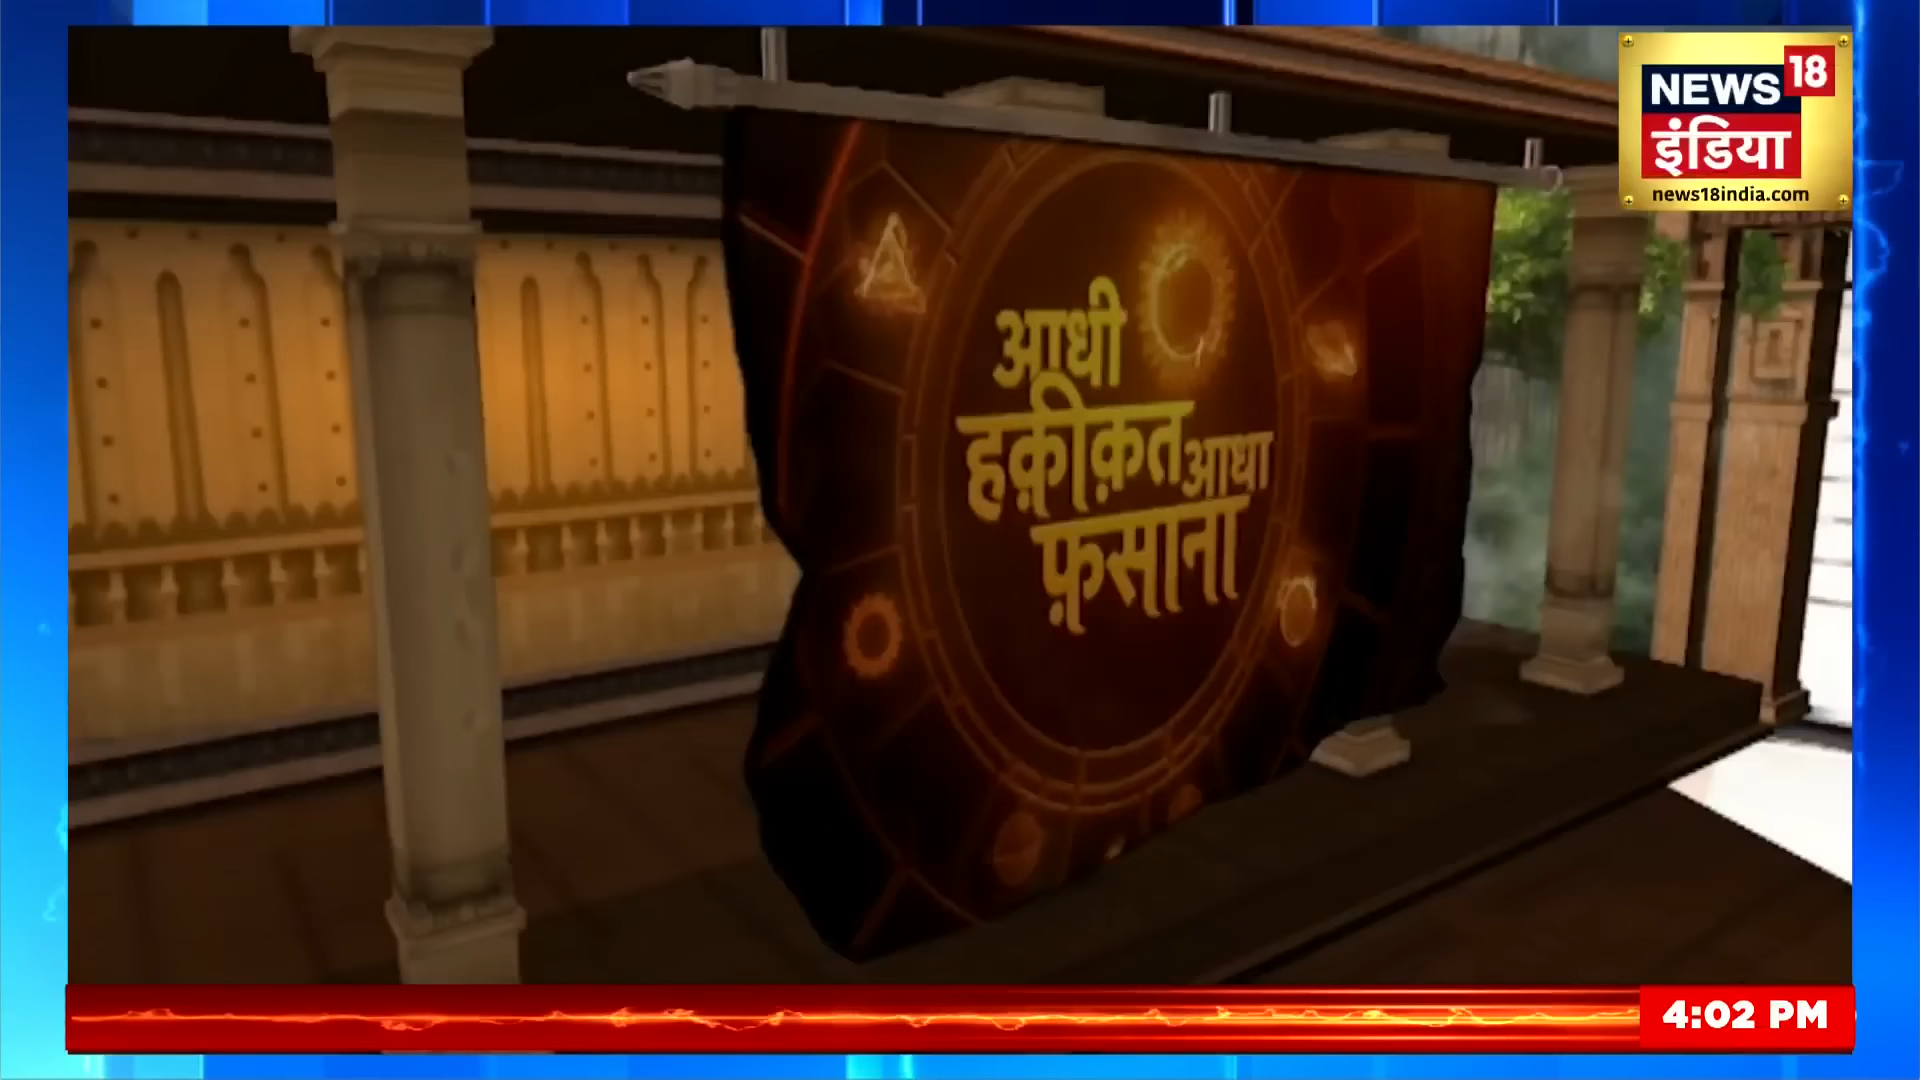 NEWS 18
इंडिया
news18india.com
आधी
हक़ीक़त आधा
फ़साना
4:02 PM